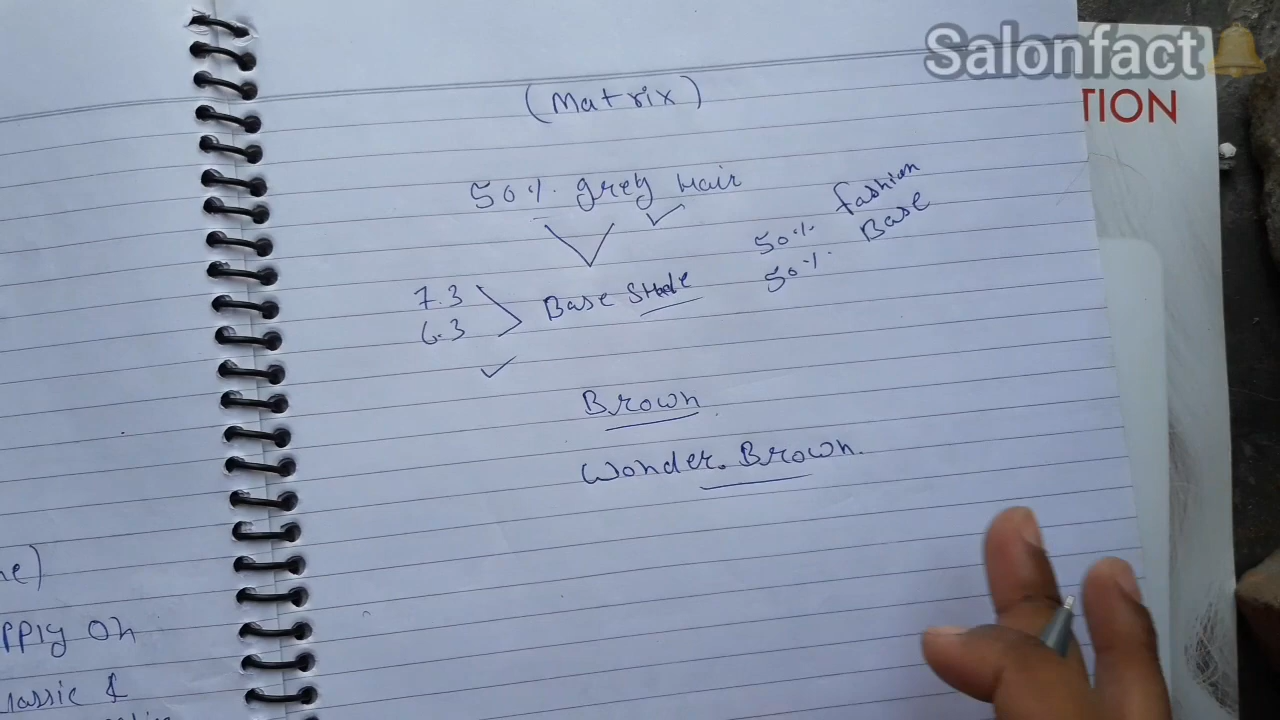 Salonfact
TION
(Matrix)
50% grey Hair
50% fashion
50% Base
7.3
6.3
Base Shade
Brown
Wonder Brown.
ne)
pply on
lassic &